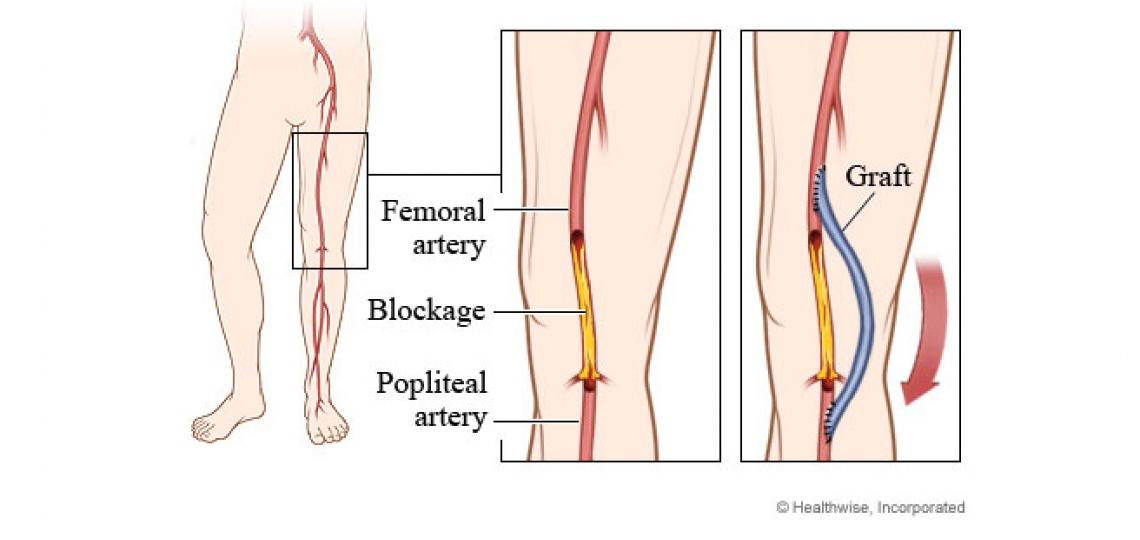 Femoral
artery
Blockage
Popliteal
artery
Graft
© Healthwise, Incorporated